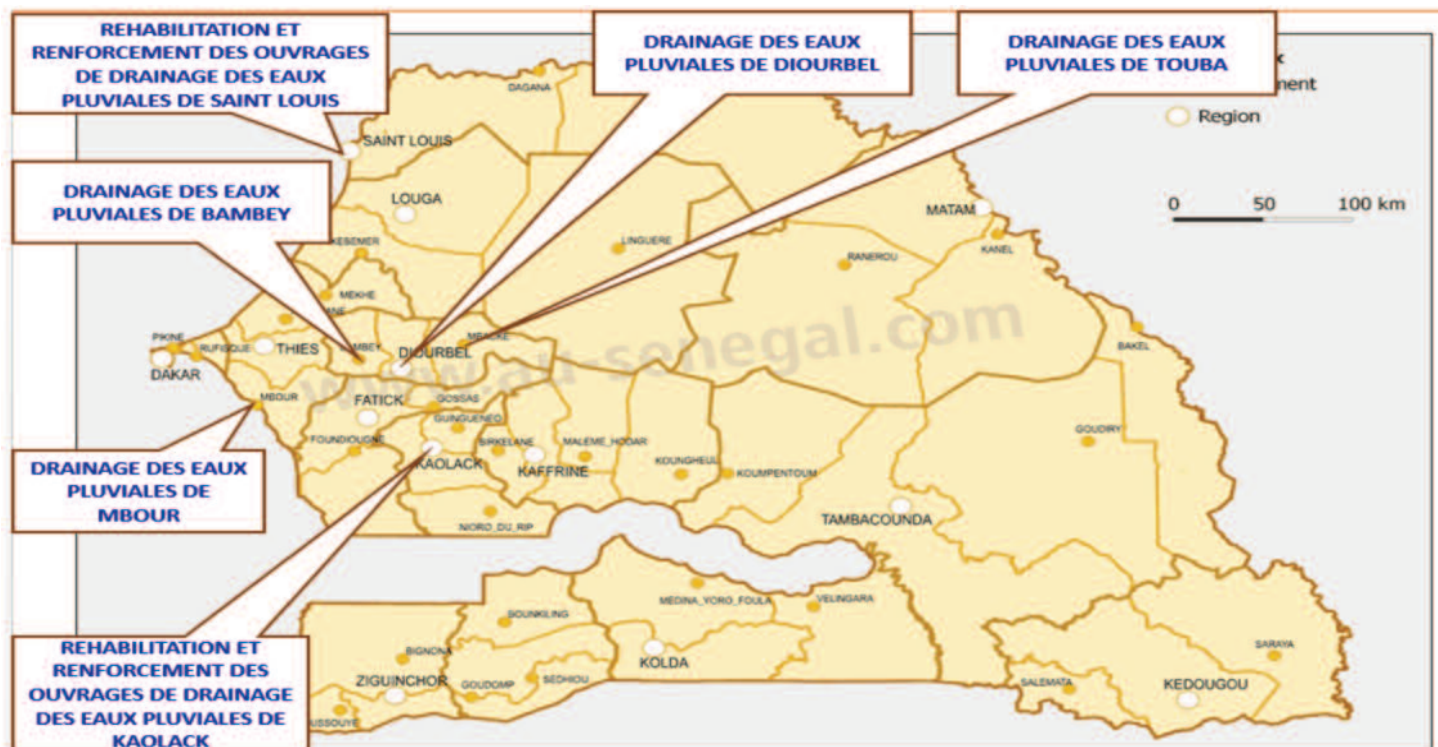 REHABILITATION ET
RENFORCEMENT DES OUVRAGES
DE DRAINAGE DES EAUX
PLUVIALES DE SAINT LOUIS
DRAINAGE DES EAUX
PLUVIALES DE DIOURBEL
DRAINAGE DES EAUX
PLUVIALES DE TOUBA
Region
0 50 100 km
DAGANA
SAINT LOUIS
DRAINAGE DES EAUX
PLUVIALES DE BAMBEY
LOUGA
MATAM
KANEL
LINGUERE
RANEROU
MEKHE
PIKINE
RUFISQUE
THIES
DIOURBEL
DAKAR
BAKEL
www.au-senegal.com
MBOUR
FATICK
GOSSAS
GUINGUENEO
FOUNDIOUGNE
KAOLACK
BIRKELANE
KAFFRINE
MALEME_HODAR
KOUNGHEUL
KOUMPENTOUM
GOUDIRY
DRAINAGE DES EAUX
PLUVIALES DE
MBOUR
NIORO_DU_RIP
TAMBACOUNDA
MEDINA_YORO_FOULA
VELINGARA
BOUNKILING
REHABILITATION ET
RENFORCEMENT DES
OUVRAGES DE DRAINAGE
DES EAUX PLUVIALES DE
KAOLACK
BIGNONA
KOLDA
SARAYA
ZIGUINCHOR
GOUDOMP
SEDHIOU
SALEMATA
KEDOUGOU